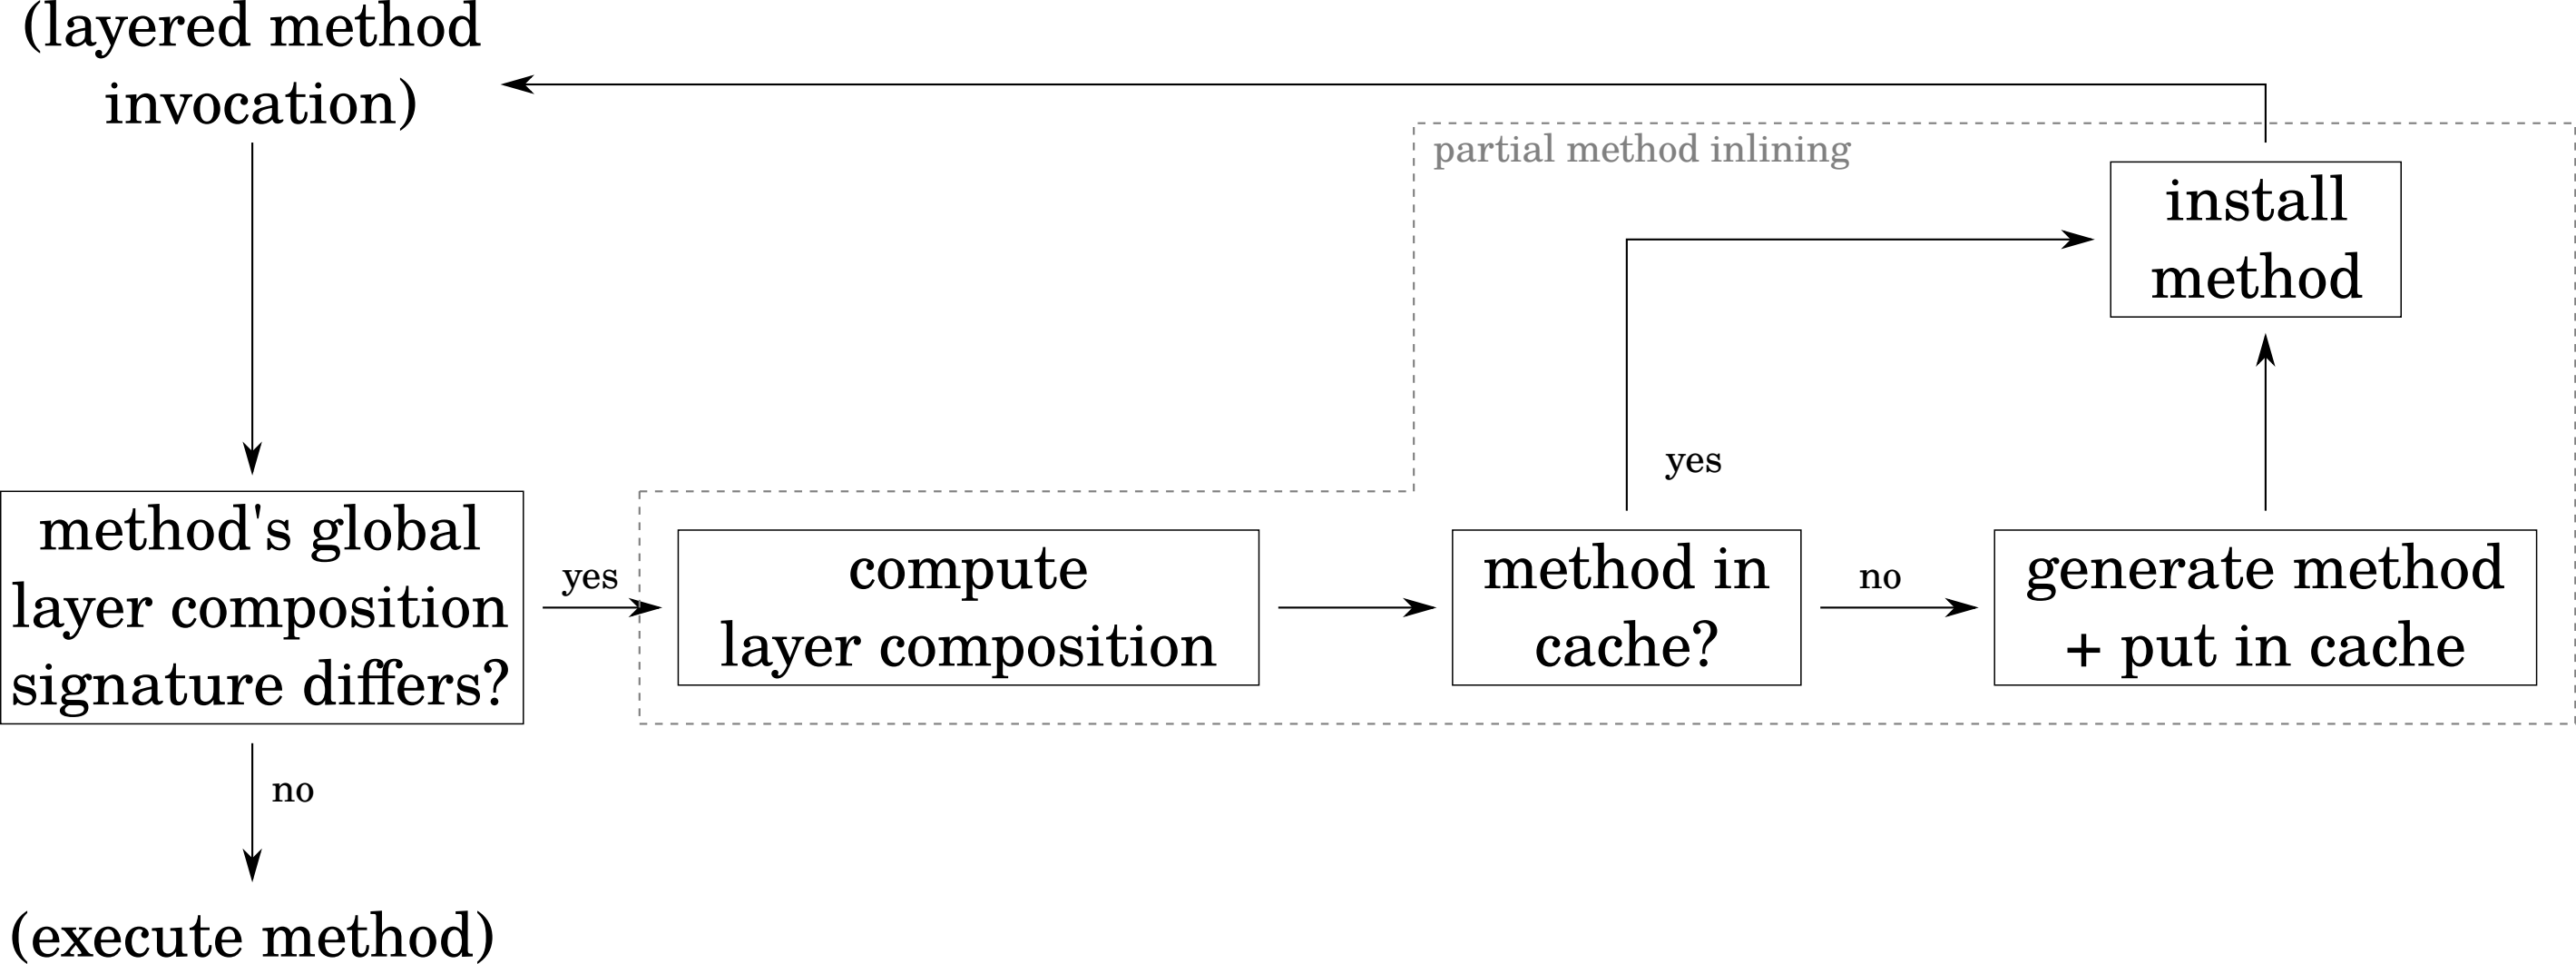 (layered method
invocation)
partial method inlining
install
method
yes
method's global
layer composition
signature differs?
yes
compute
layer composition
method in
cache?
no
generate method
+ put in cache
no
(execute method)